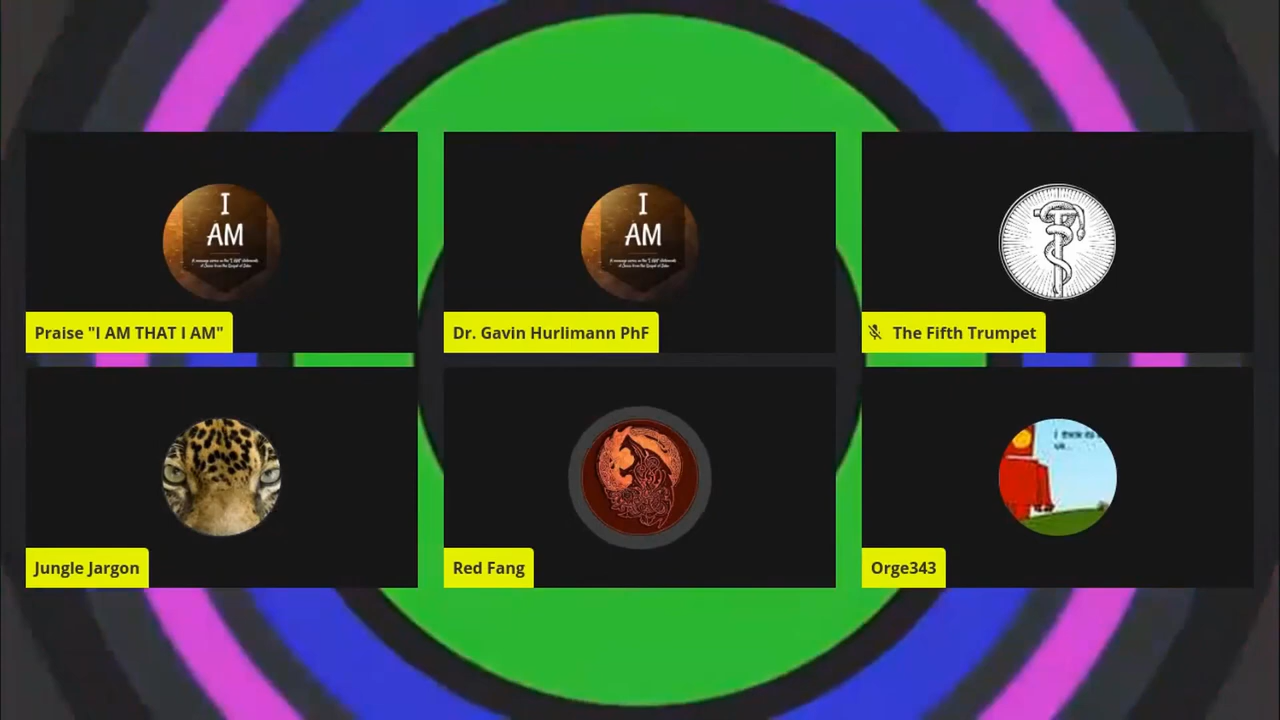 I
AM
I
AM
Praise "I AM THAT I AM"
Dr. Gavin Hurlimann PhF
The Fifth Trumpet
Jungle Jargon
Red Fang
Orge343